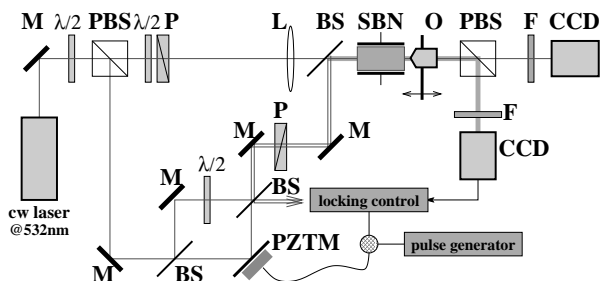 M λ/2 PBS λ/2 P L BS SBN O PBS F CCD
P F
M M CCD
λ/2
M BS
locking control
cw laser
@532nm
PZTM pulse generator
M BS